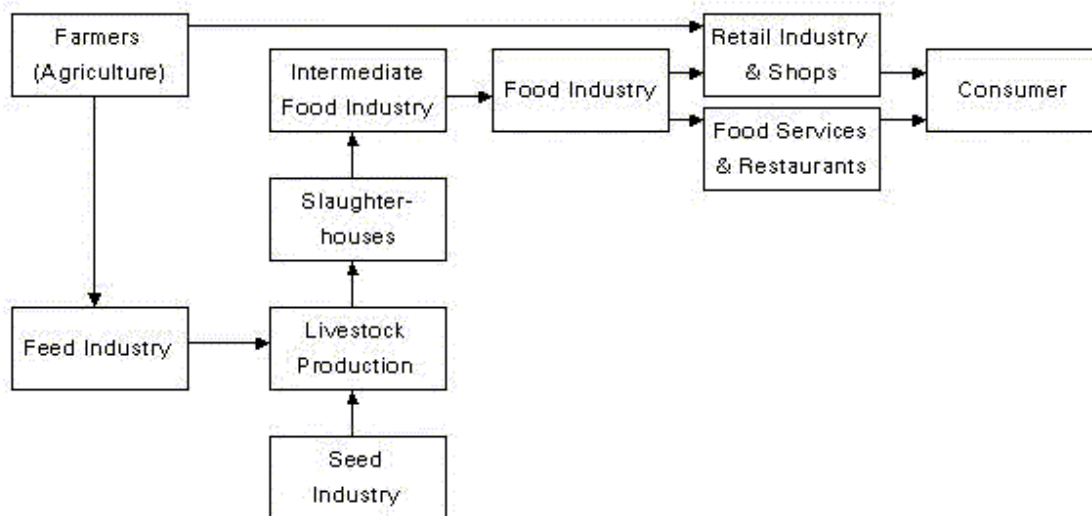 Farmers
(Agriculture)
Intermediate
Food Industry
Food Industry
Retail Industry
& Shops
Consumer
Food Services
& Restaurants
Slaughter-
houses
Feed Industry
Livestock
Production
Seed
Industry